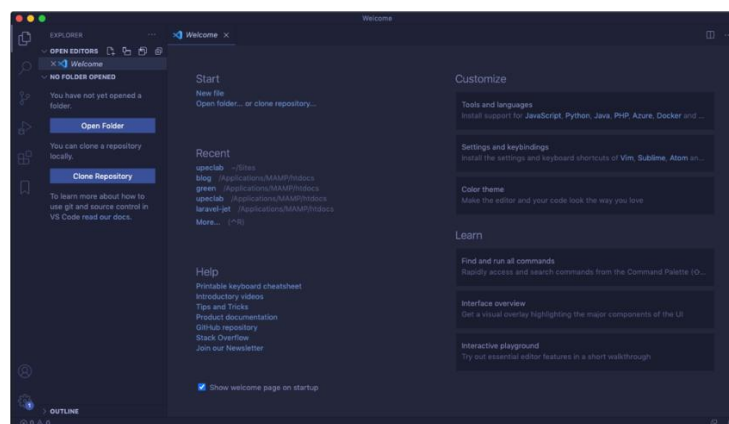 Welcome
EXPLORER
OPEN EDITORS
Welcome
NO FOLDER OPENED
You have not yet opened a
folder.
Open Folder
You can clone a repository
locally.
Clone Repository
To learn more about how to
use git and source control in
VS Code read our docs.
OUTLINE
Welcome
Start
New file
Open folder... or clone repository...
Recent
upeclab ~/Sites
blog /Applications/MAMP/htdocs
green /Applications/MAMP/htdocs
upeclab /Applications/MAMP/htdocs
laravel-jet /Applications/MAMP/htdocs
More... (^R)
Help
Printable keyboard cheatsheet
Introductory videos
Tips and Tricks
Product documentation
GitHub repository
Stack Overflow
Join our Newsletter
Show welcome page on startup
Customize
Tools and languages
Install support for JavaScript, Python, Java, PHP, Azure, Docker and ...
Settings and keybindings
Install the settings and keyboard shortcuts of Vim, Sublime, Atom an...
Color theme
Make the editor and your code look the way you love
Learn
Find and run all commands
Rapidly access and search commands from the Command Palette
Interface overview
Get a visual overlay highlighting the major components of the UI
Interactive playground
Try out essential editor features in a short walkthrough
1